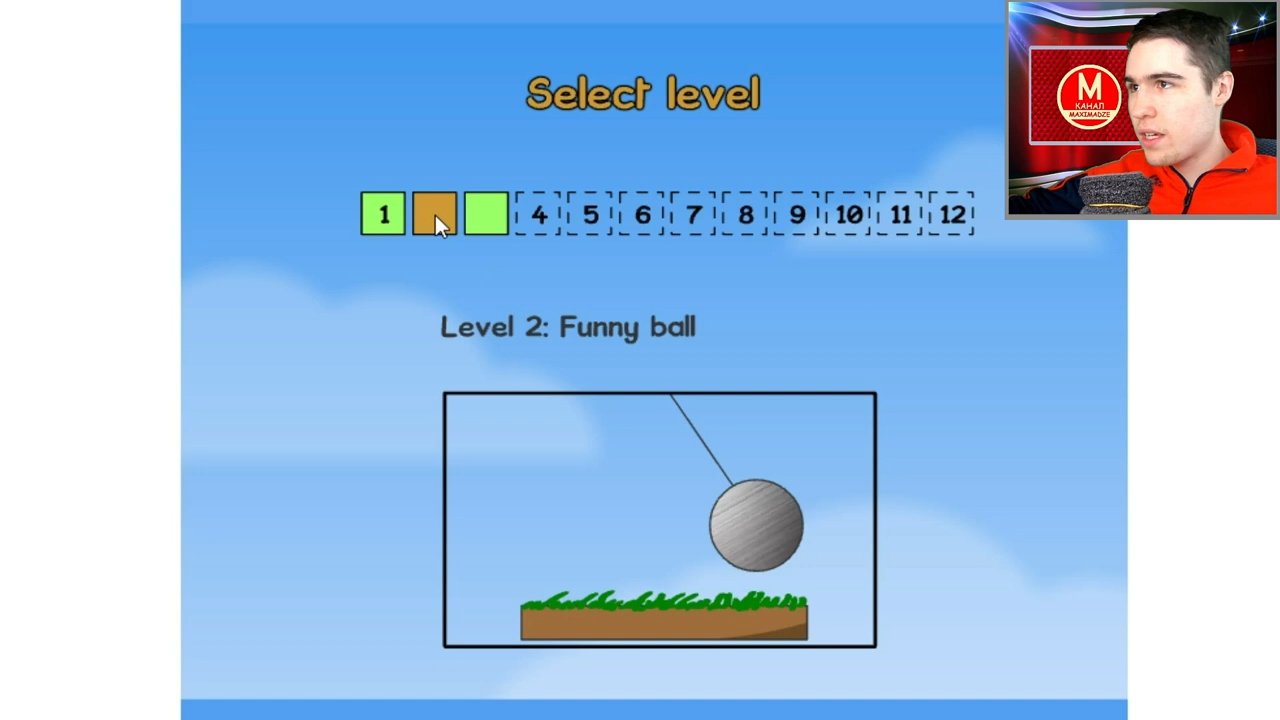 Select level
1 4 5 6 7 8 9 10 11 12
Level 2: Funny ball
M
КАНАЛ
MAXIMADZE